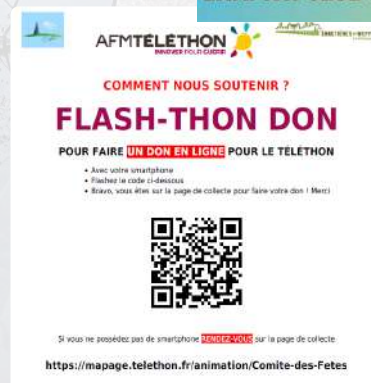 AFMTÉLÉTHON
INNOVER POUR GUÉRIR
COMMENT NOUS SOUTENIR ?
FLASH-THON DON
POUR FAIRE UN DON EN LIGNE POUR LE TÉLÉTHON
• Avec votre smartphone
• Flashez le code ci-dessous
• Bravo, vous êtes sur la page de collecte pour faire votre don ! Merci
Si vous ne possédez pas de smartphone RENDEZ-VOUS sur la page de collecte
https://mapage.telethon.fr/animation/Comite-des-Fetes